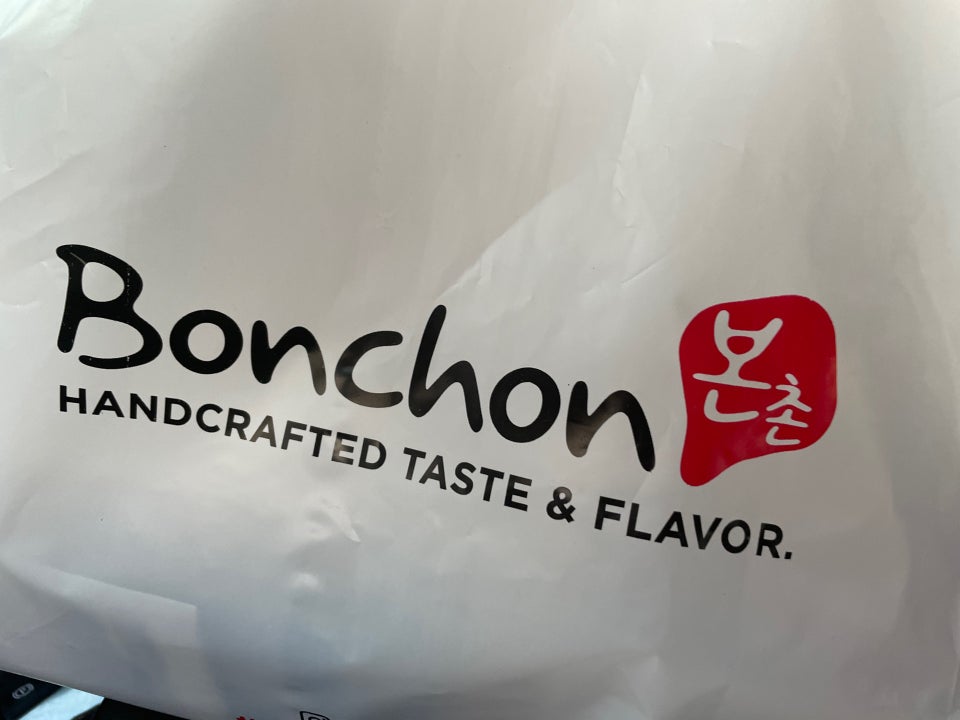 Bonchon
본촌
HANDCRAFTED TASTE & FLAVOR.